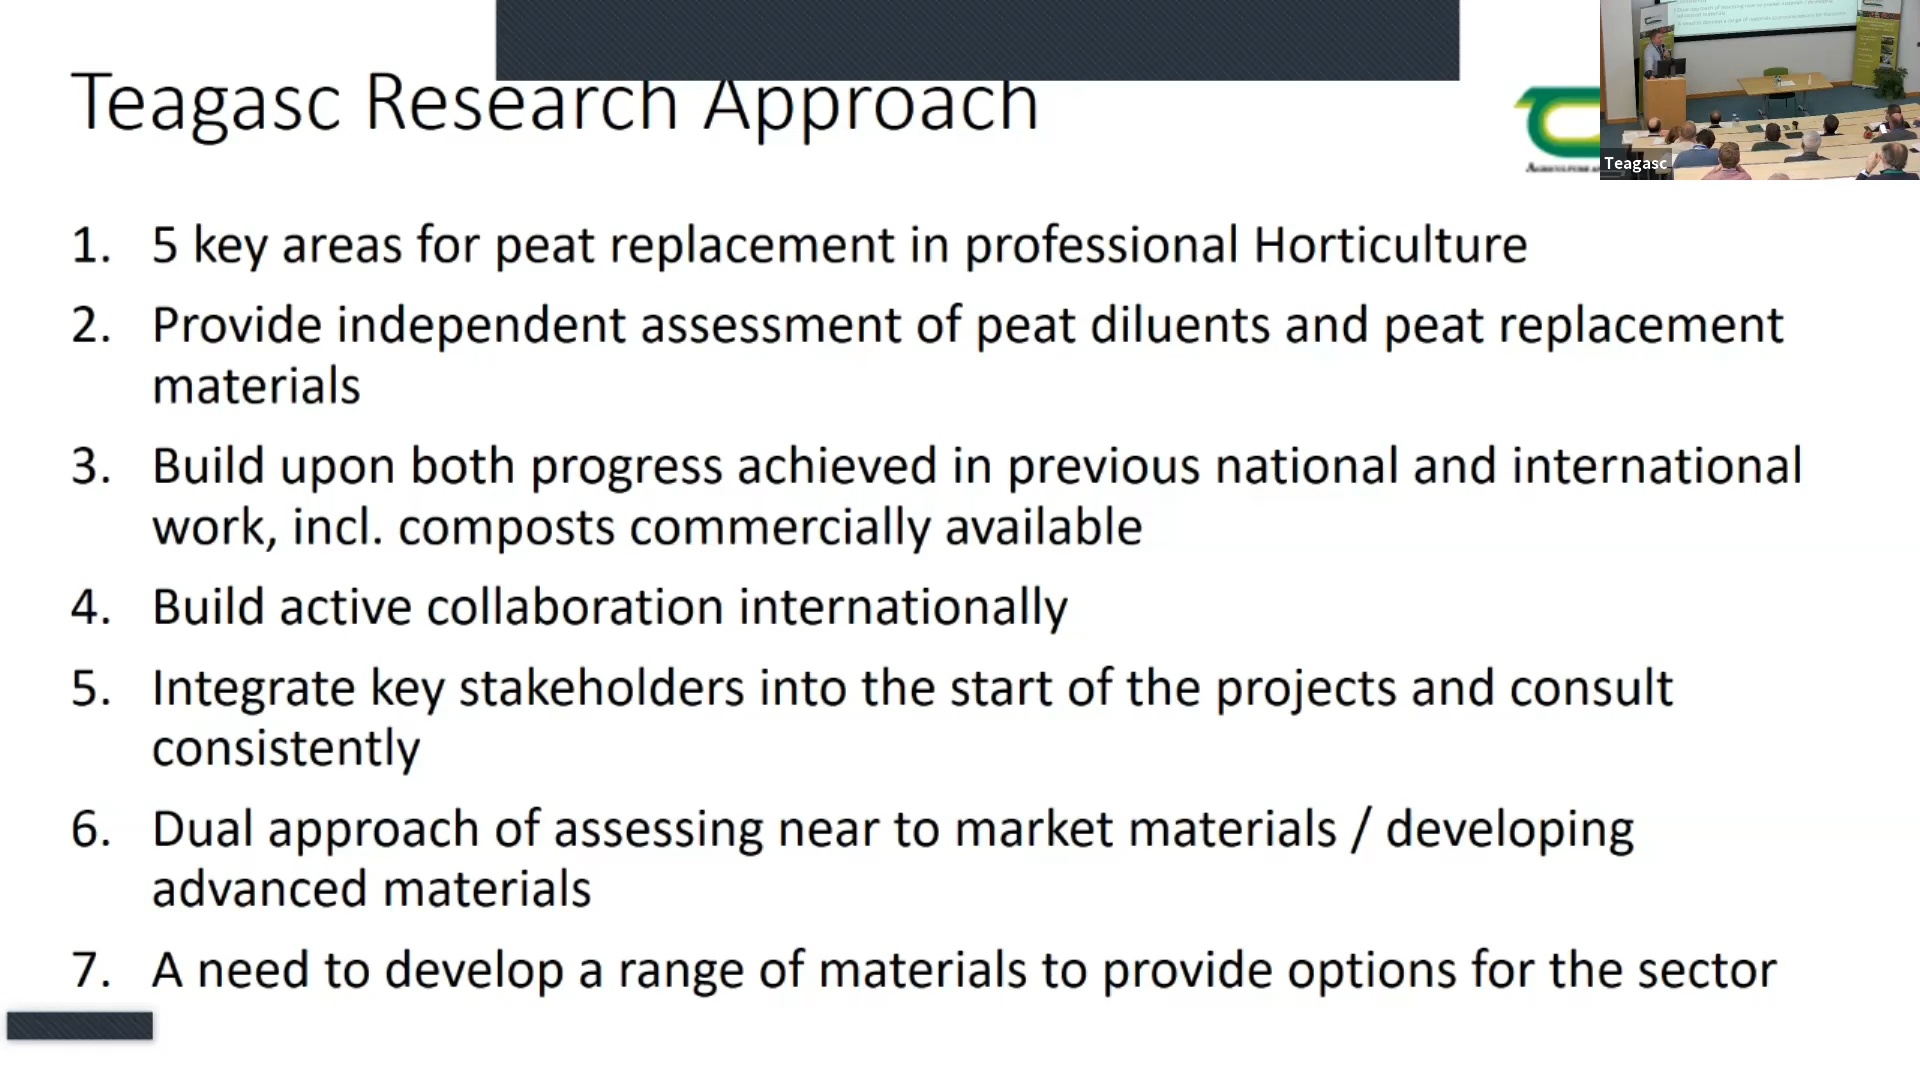 Teagasc Research Approach
Teagasc
1. 5 key areas for peat replacement in professional Horticulture
2. Provide independent assessment of peat diluents and peat replacement
materials
3. Build upon both progress achieved in previous national and international
work, incl. composts commercially available
4. Build active collaboration internationally
5. Integrate key stakeholders into the start of the projects and consult
consistently
6. Dual approach of assessing near to market materials / developing
advanced materials
7. A need to develop a range of materials to provide options for the sector